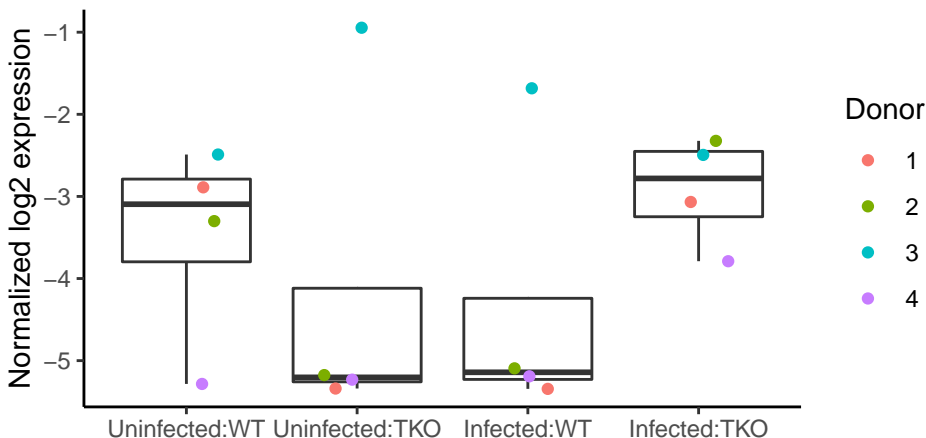 Normalized log2 expression
−1
−2
−3
−4
−5
Uninfected:WT
Uninfected:TKO
Infected:WT
Infected:TKO
Donor
1
2
3
4